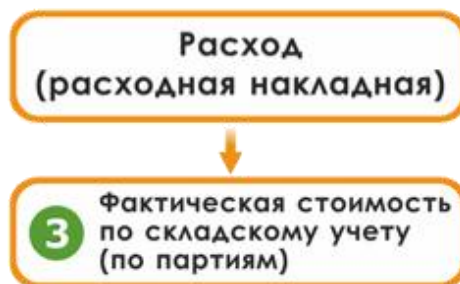 Расход
(расходная накладная)
3
Фактическая стоимость
по складскому учету
(по партиям)